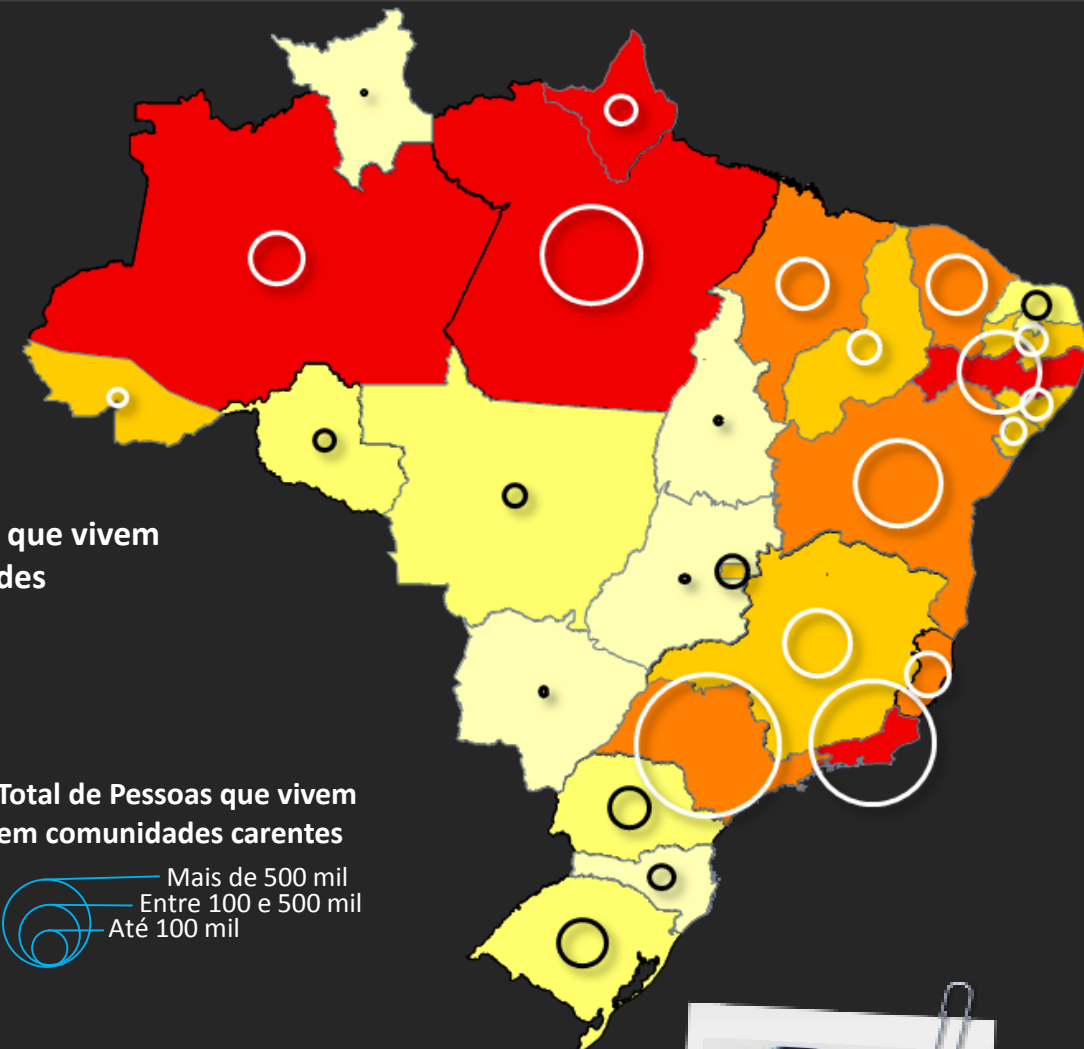 que vivem
des
Total de Pessoas que vivem
em comunidades carentes
Mais de 500 mil
Entre 100 e 500 mil
Até 100 mil